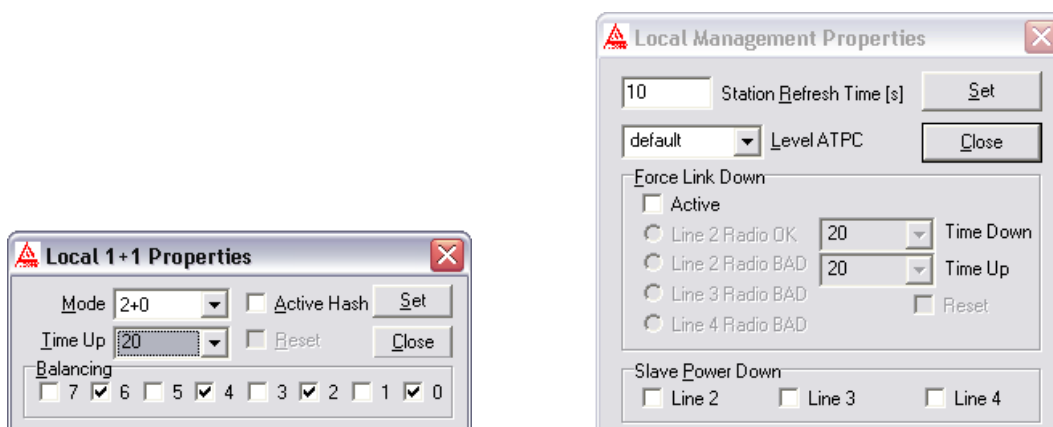 Local 1+1 Properties
Mode 2+0 Active Hash Set
Time Up 20 Reset Close
Balancing
7 6 5 4 3 2 1 0
Local Management Properties
10 Station Refresh Time [s] Set
default Level ATPC Close
Force Link Down
Active
Line 2 Radio OK 20 Time Down
Line 2 Radio BAD 20 Time Up
Line 3 Radio BAD Reset
Line 4 Radio BAD
Slave Power Down
Line 2 Line 3 Line 4